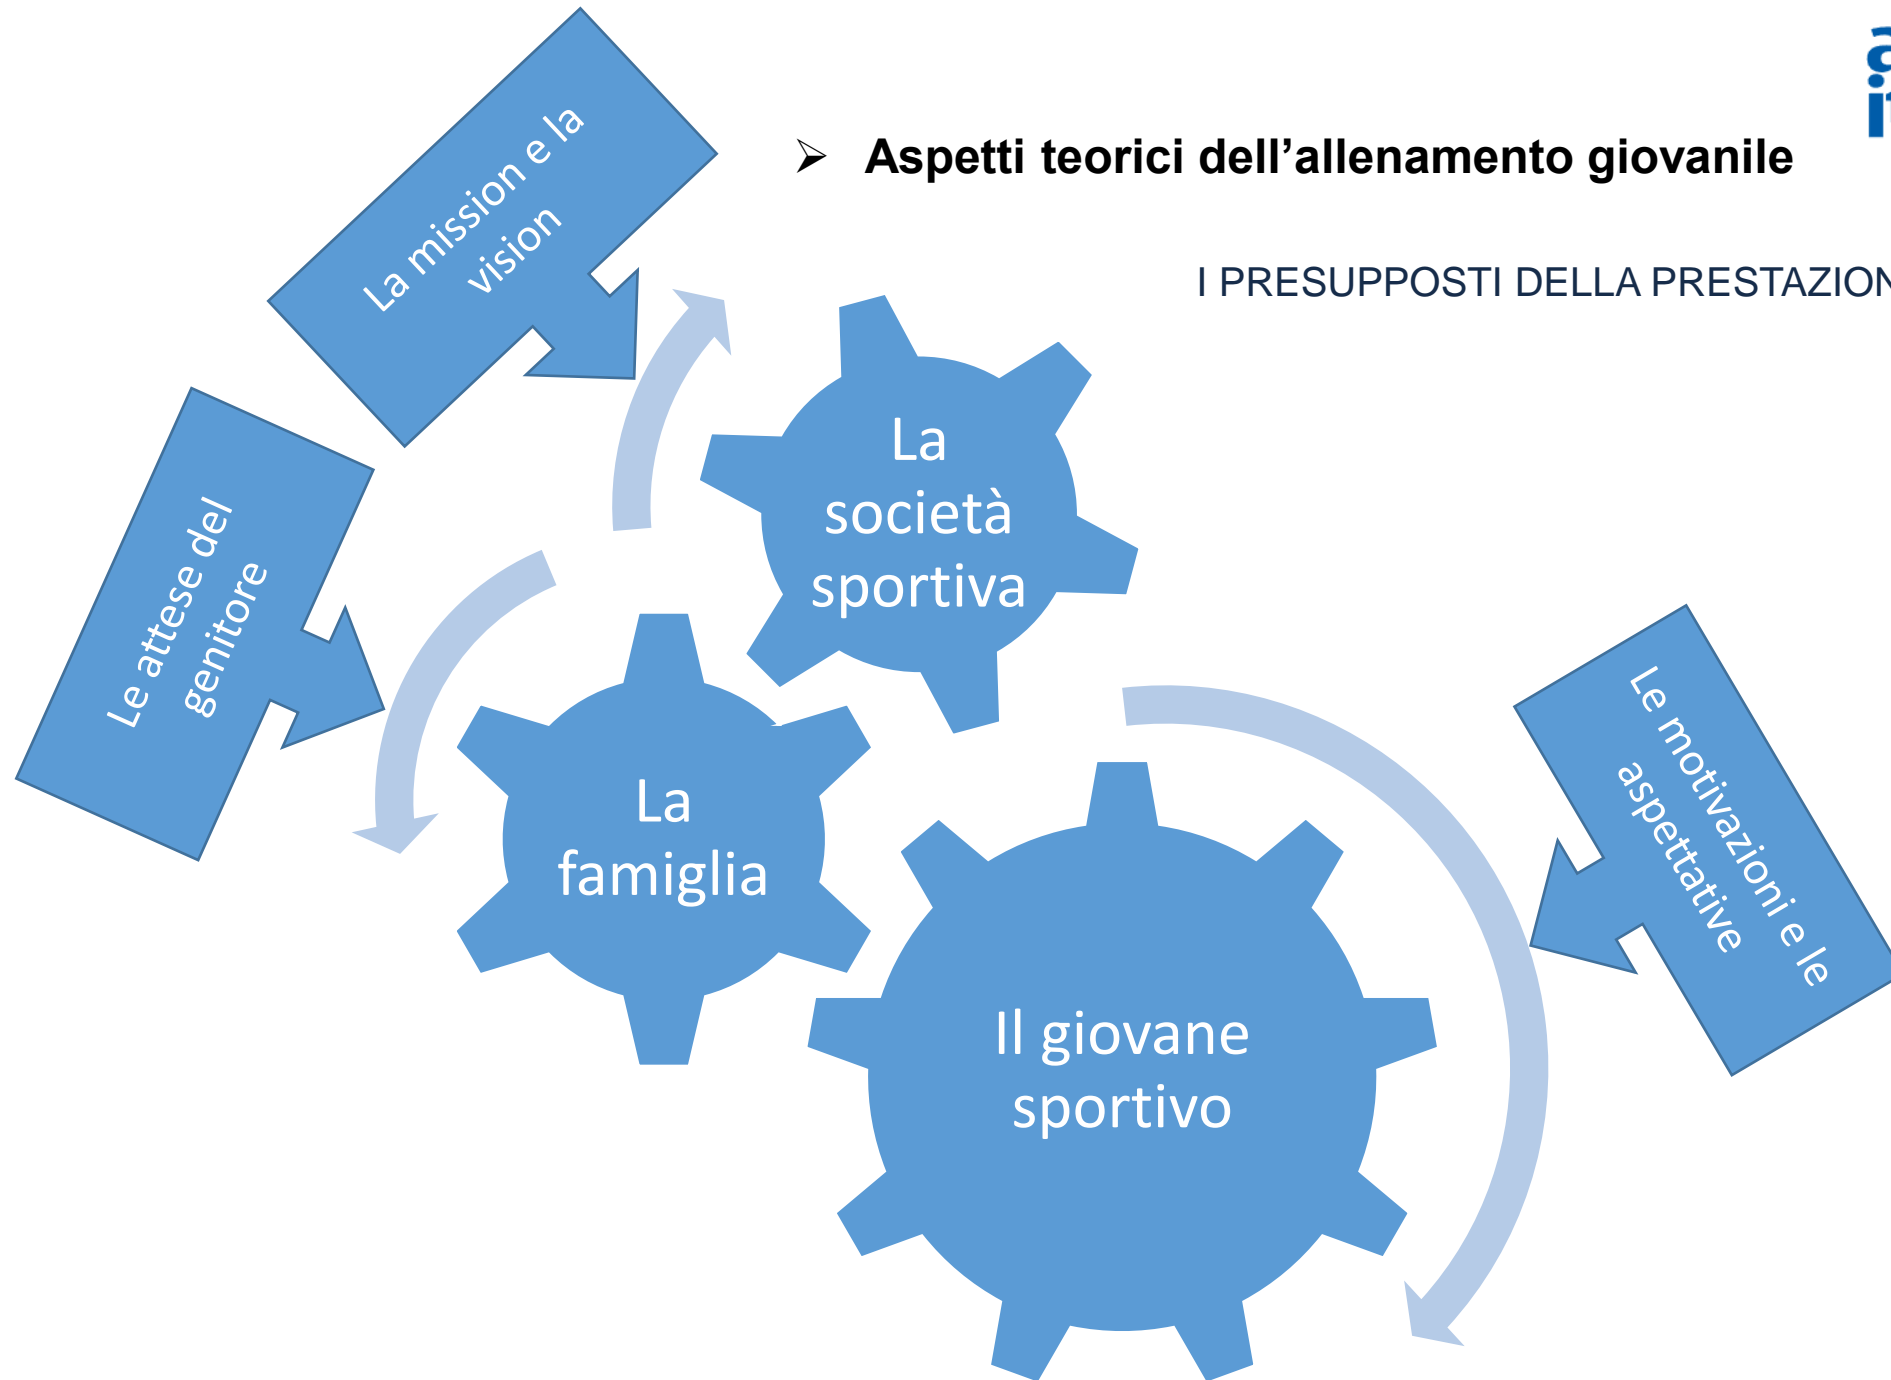 Aspetti teorici dell’allenamento giovanile
I PRESUPPOSTI DELLA PRESTAZION
La mission e la
vision
Le attese del
genitore
La
società
sportiva
La
famiglia
Il giovane
sportivo
Le motivazioni e le
aspettative